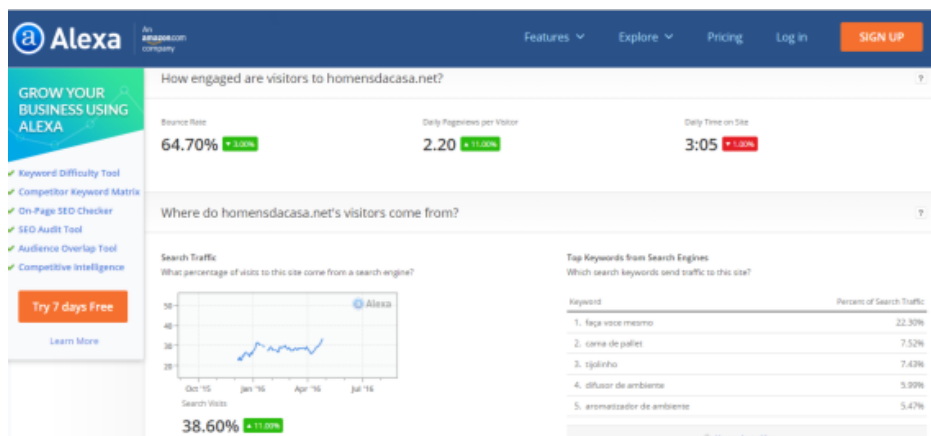 a Alexa
An
amazon.com
company
Features
Explore
Pricing
Log in
SIGN UP
GROW YOUR
BUSINESS USING
ALEXA
Keyword Difficulty Tool
Competitor Keyword Matrix
On-Page SEO Checker
SEO Audit Tool
Audience Overlap Tool
Competitive Intelligence
Try 7 days Free
Learn More
How engaged are visitors to homensdacasa.net?
?
Bounce Rate
64.70% ▼ 3.00%
Daily Pageviews per Visitor
2.20 ▲ 11.00%
Daily Time on Site
3:05 ▼ 1.00%
Where do homensdacasa.net's visitors come from?
?
Search Traffic
What percentage of visits to this site come from a search engine?
50
40
30
20
a Alexa
Oct '15 Jan '16 Apr '16 Jul '16
Search Visits
38.60% ▲ 11.00%
Top Keywords from Search Engines
Which search keywords send traffic to this site?
Keyword Percent of Search Traffic
1. faça voce mesmo 22.30%
2. cama de pallet 7.52%
3. tijolinho 7.43%
4. difusor de ambiente 5.99%
5. aromatizador de ambiente 5.47%